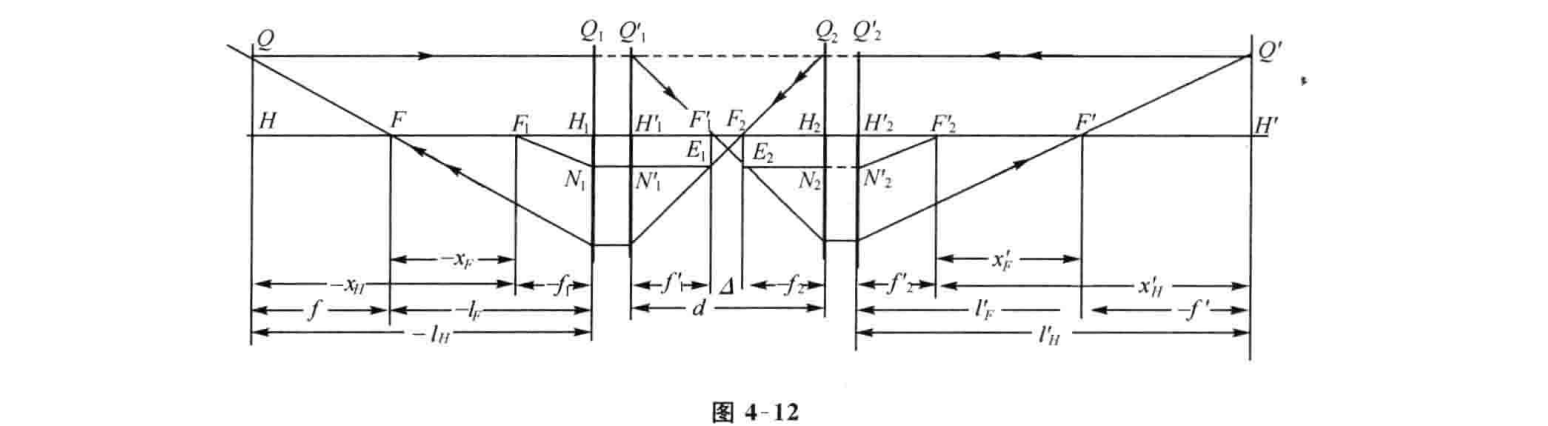 Q Q₁ Q′₁ Q₂ Q′₂ Q′
H F F₁ H₁ H′₁ F′₁ F₂ H₂ H′₂ F′₂ F′ H′
E₁ E₂
N₁ N′₁ N₂ N′₂
−x_F x′_F
−x_H −f₁ f′₁ Δ −f₂ f′₂ x′_H
f −l_F d l′_F −f′
−l_H l′_H
图 4-12